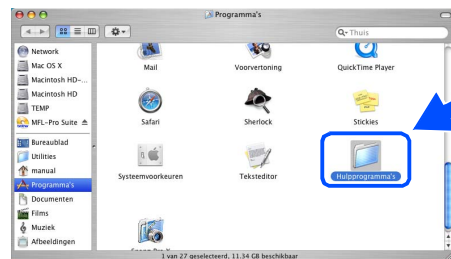 Programma's
Thuis
Network
Mac OS X
Macintosh HD-...
Macintosh HD
TEMP
MFL-Pro Suite
Bureaublad
Utilities
manual
Programma's
Documenten
Films
Muziek
Afbeeldingen
Mail
Voorvertoning
QuickTime Player
Safari
Sherlock
Stickies
Systeemvoorkeuren
Teksteditor
Hulpprogramma's
1 van 27 geselecteerd, 11.34 GB beschikbaar